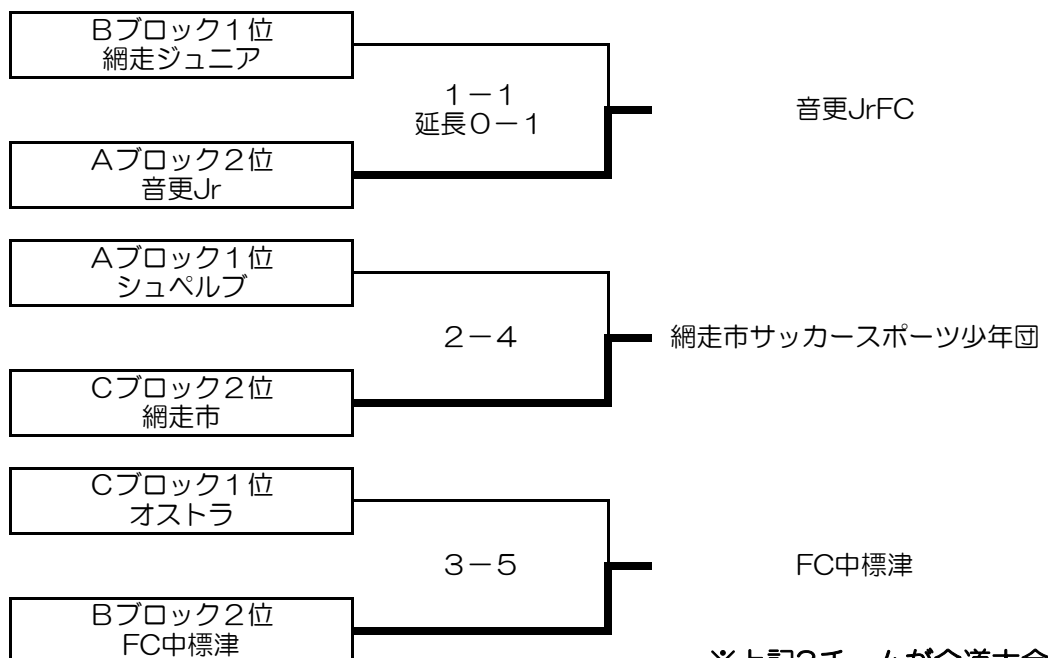 Bブロック１位
網走ジュニア
１－１
延長０－１
音更JrFC
Aブロック２位
音更Jr
Aブロック１位
シュペルブ
２－４
網走市サッカースポーツ少年団
Cブロック２位
網走市
Cブロック１位
オストラ
３－５
FC中標津
Bブロック２位
FC中標津